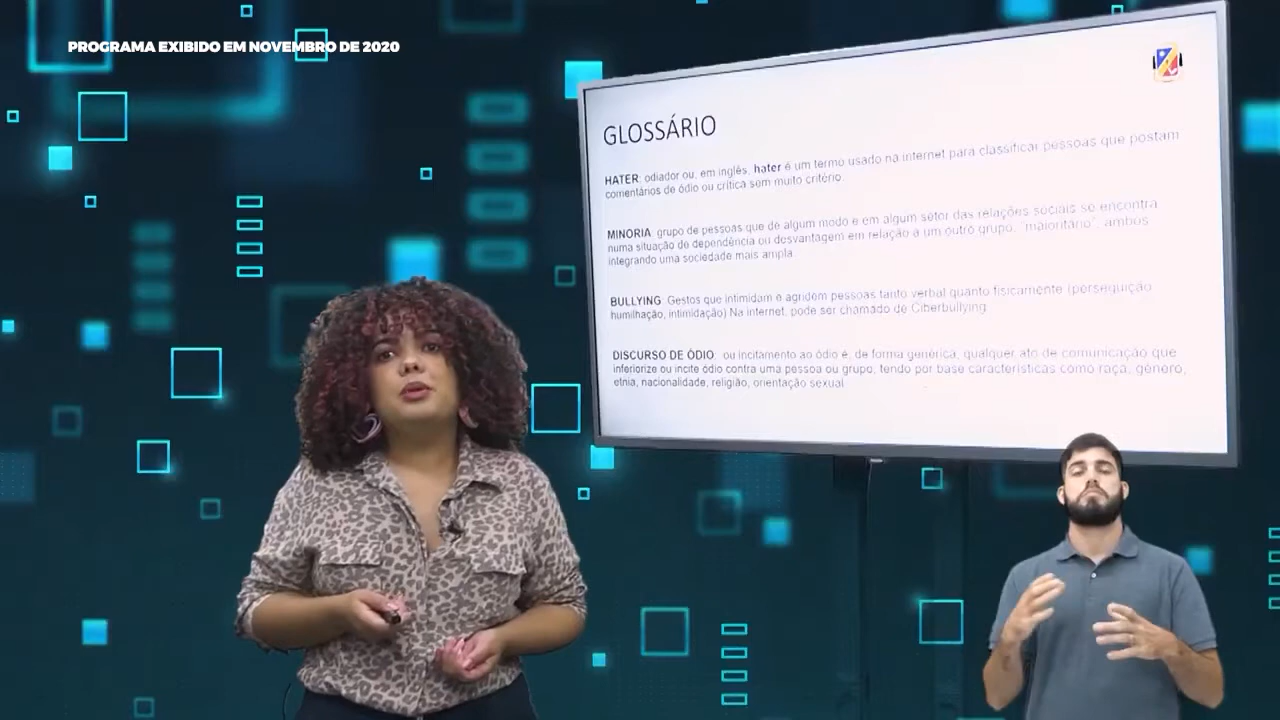 PROGRAMA EXIBIDO EM NOVEMBRO DE 2020
GLOSSÁRIO
HATER: odiador ou, em inglês, hater é um termo usado na internet para classificar pessoas que postam
comentários de ódio ou crítica sem muito critério.
MINORIA: grupo de pessoas que de algum modo e em algum setor das relações sociais se encontra
numa situação de dependência ou desvantagem em relação a um outro grupo, "maioritário", ambos
integrando uma sociedade mais ampla.
BULLYING: Gestos que intimidam e agridem pessoas tanto verbal quanto fisicamente (perseguição,
humilhação, intimidação) Na internet, pode ser chamado de Ciberbullying.
DISCURSO DE ÓDIO: ou incitamento ao ódio é, de forma genérica, qualquer ato de comunicação que
inferiorize ou incite ódio contra uma pessoa ou grupo, tendo por base características como raça, gênero,
etnia, nacionalidade, religião, orientação sexual.